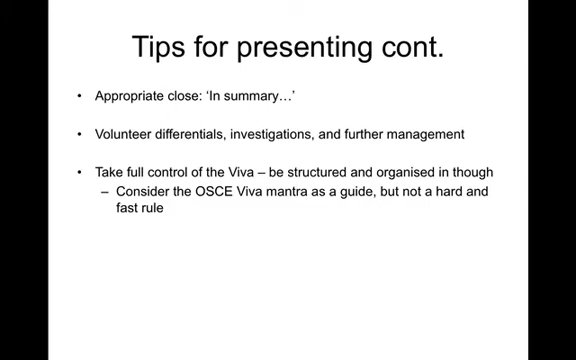 Tips for presenting cont.
• Appropriate close: ‘In summary…’
• Volunteer differentials, investigations, and further management
• Take full control of the Viva – be structured and organised in though
– Consider the OSCE Viva mantra as a guide, but not a hard and
fast rule